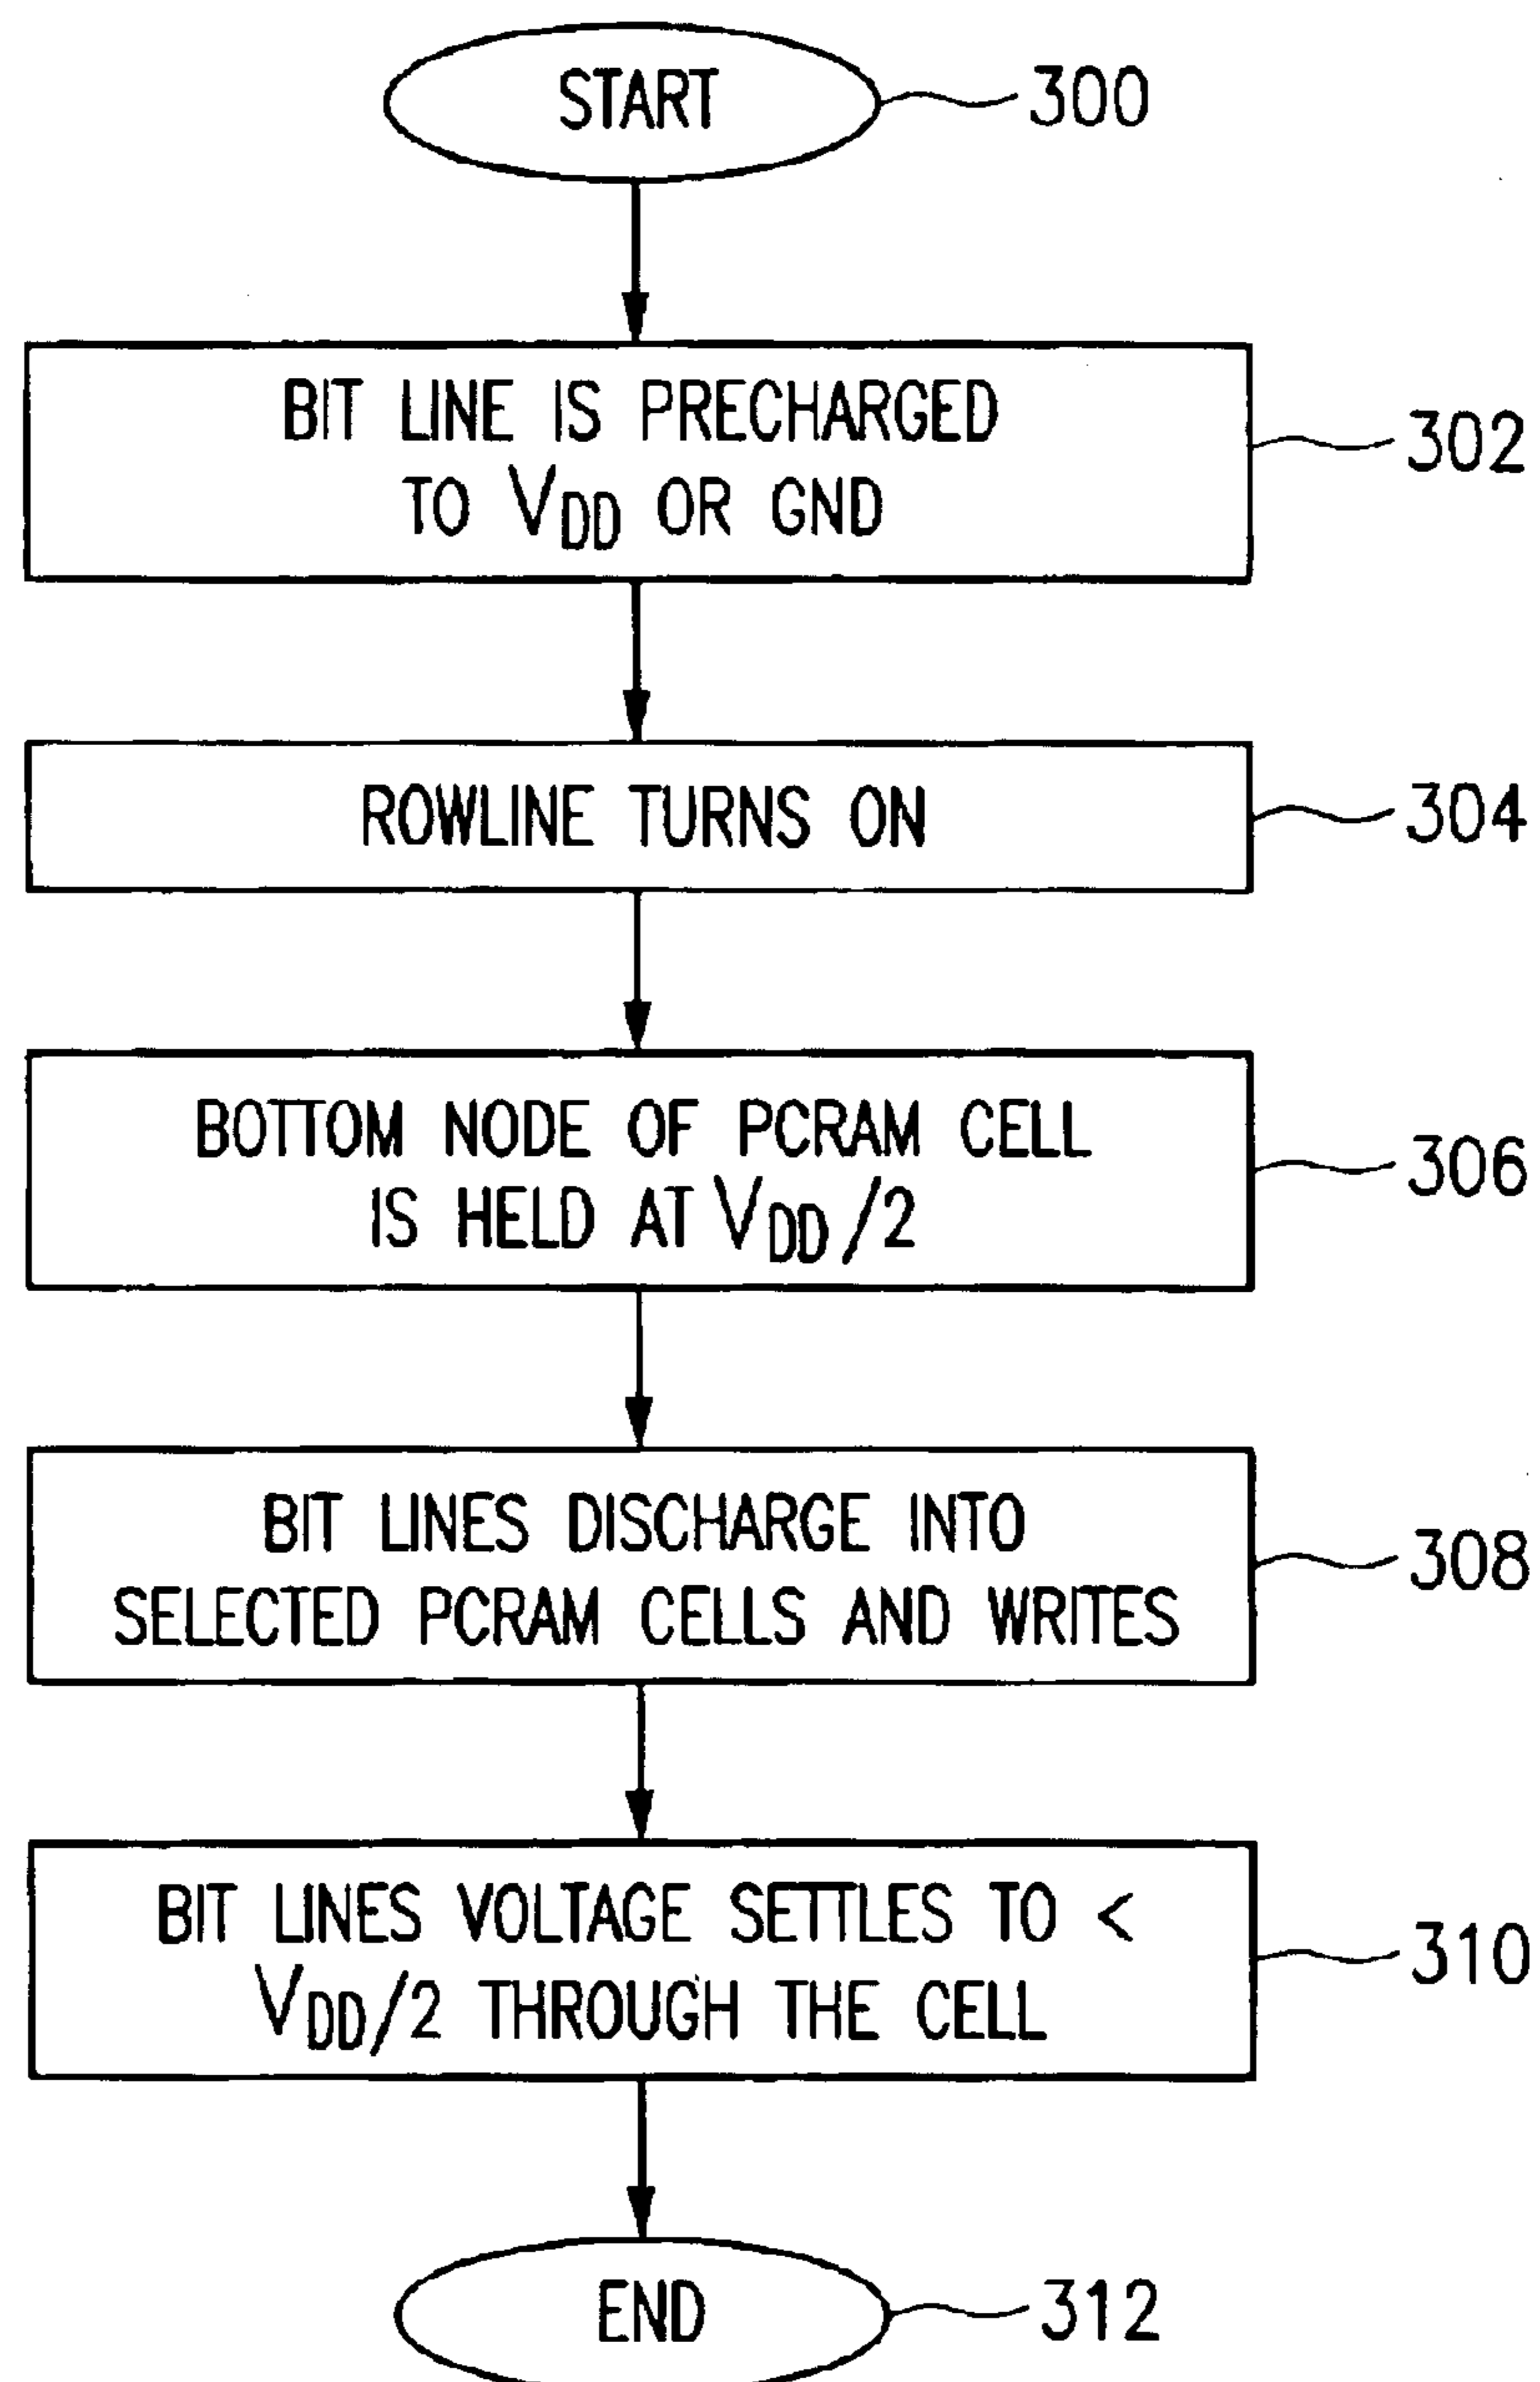 START
300
BIT LINE IS PRECHARGED
TO VDD OR GND
302
ROWLINE TURNS ON
304
BOTTOM NODE OF PCRAM CELL
IS HELD AT VDD/2
306
BIT LINES DISCHARGE INTO
SELECTED PCRAM CELLS AND WRITES
308
BIT LINES VOLTAGE SETTLES TO <
VDD/2 THROUGH THE CELL
310
END
312